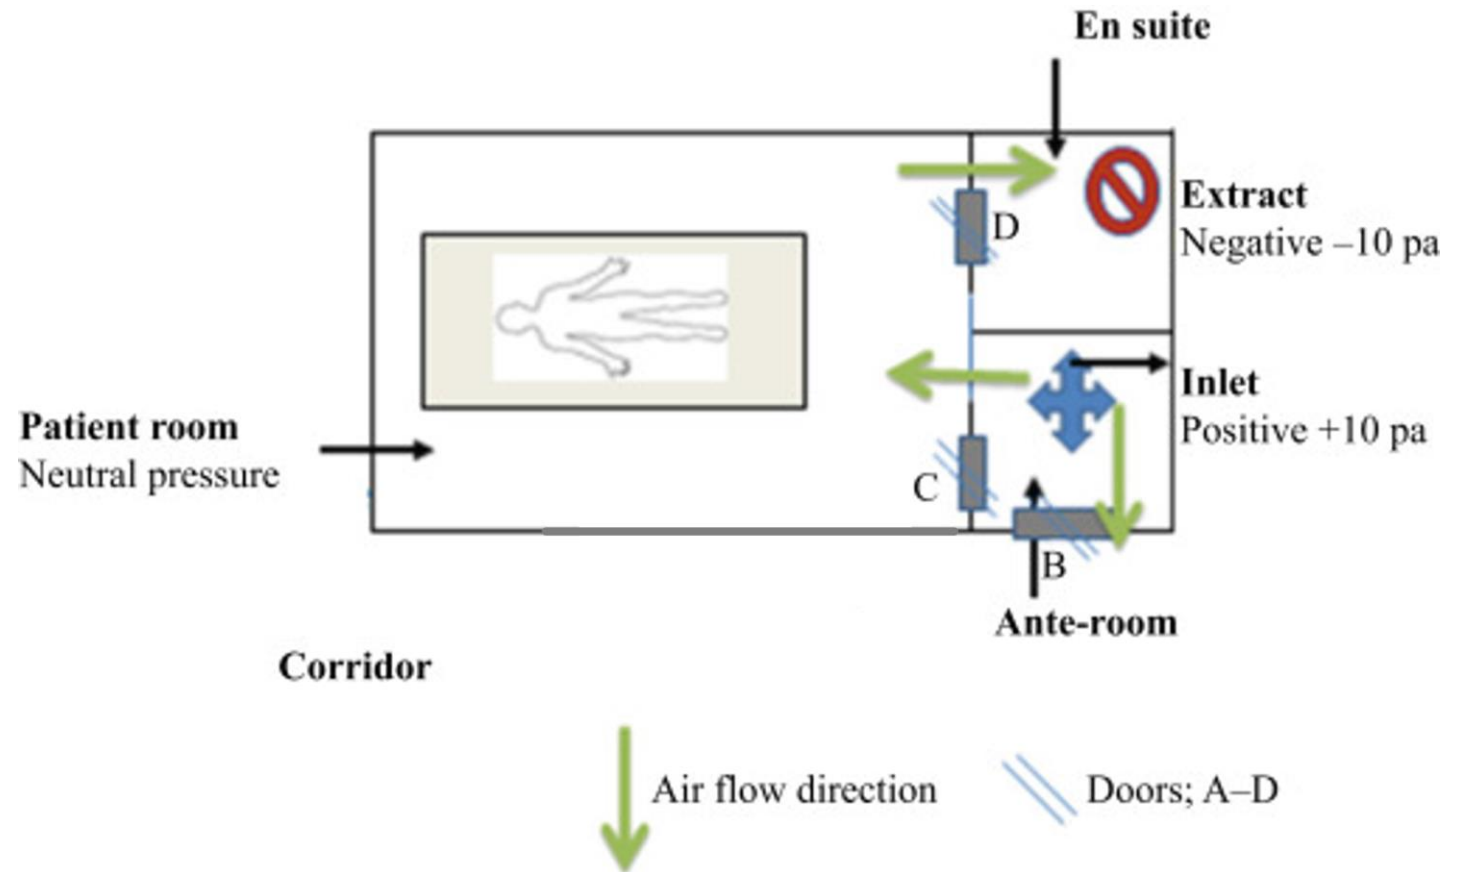 En suite
D
Extract
Negative –10 pa
Inlet
Positive +10 pa
Patient room
Neutral pressure
C
B
Ante-room
Corridor
Air flow direction
Doors; A–D